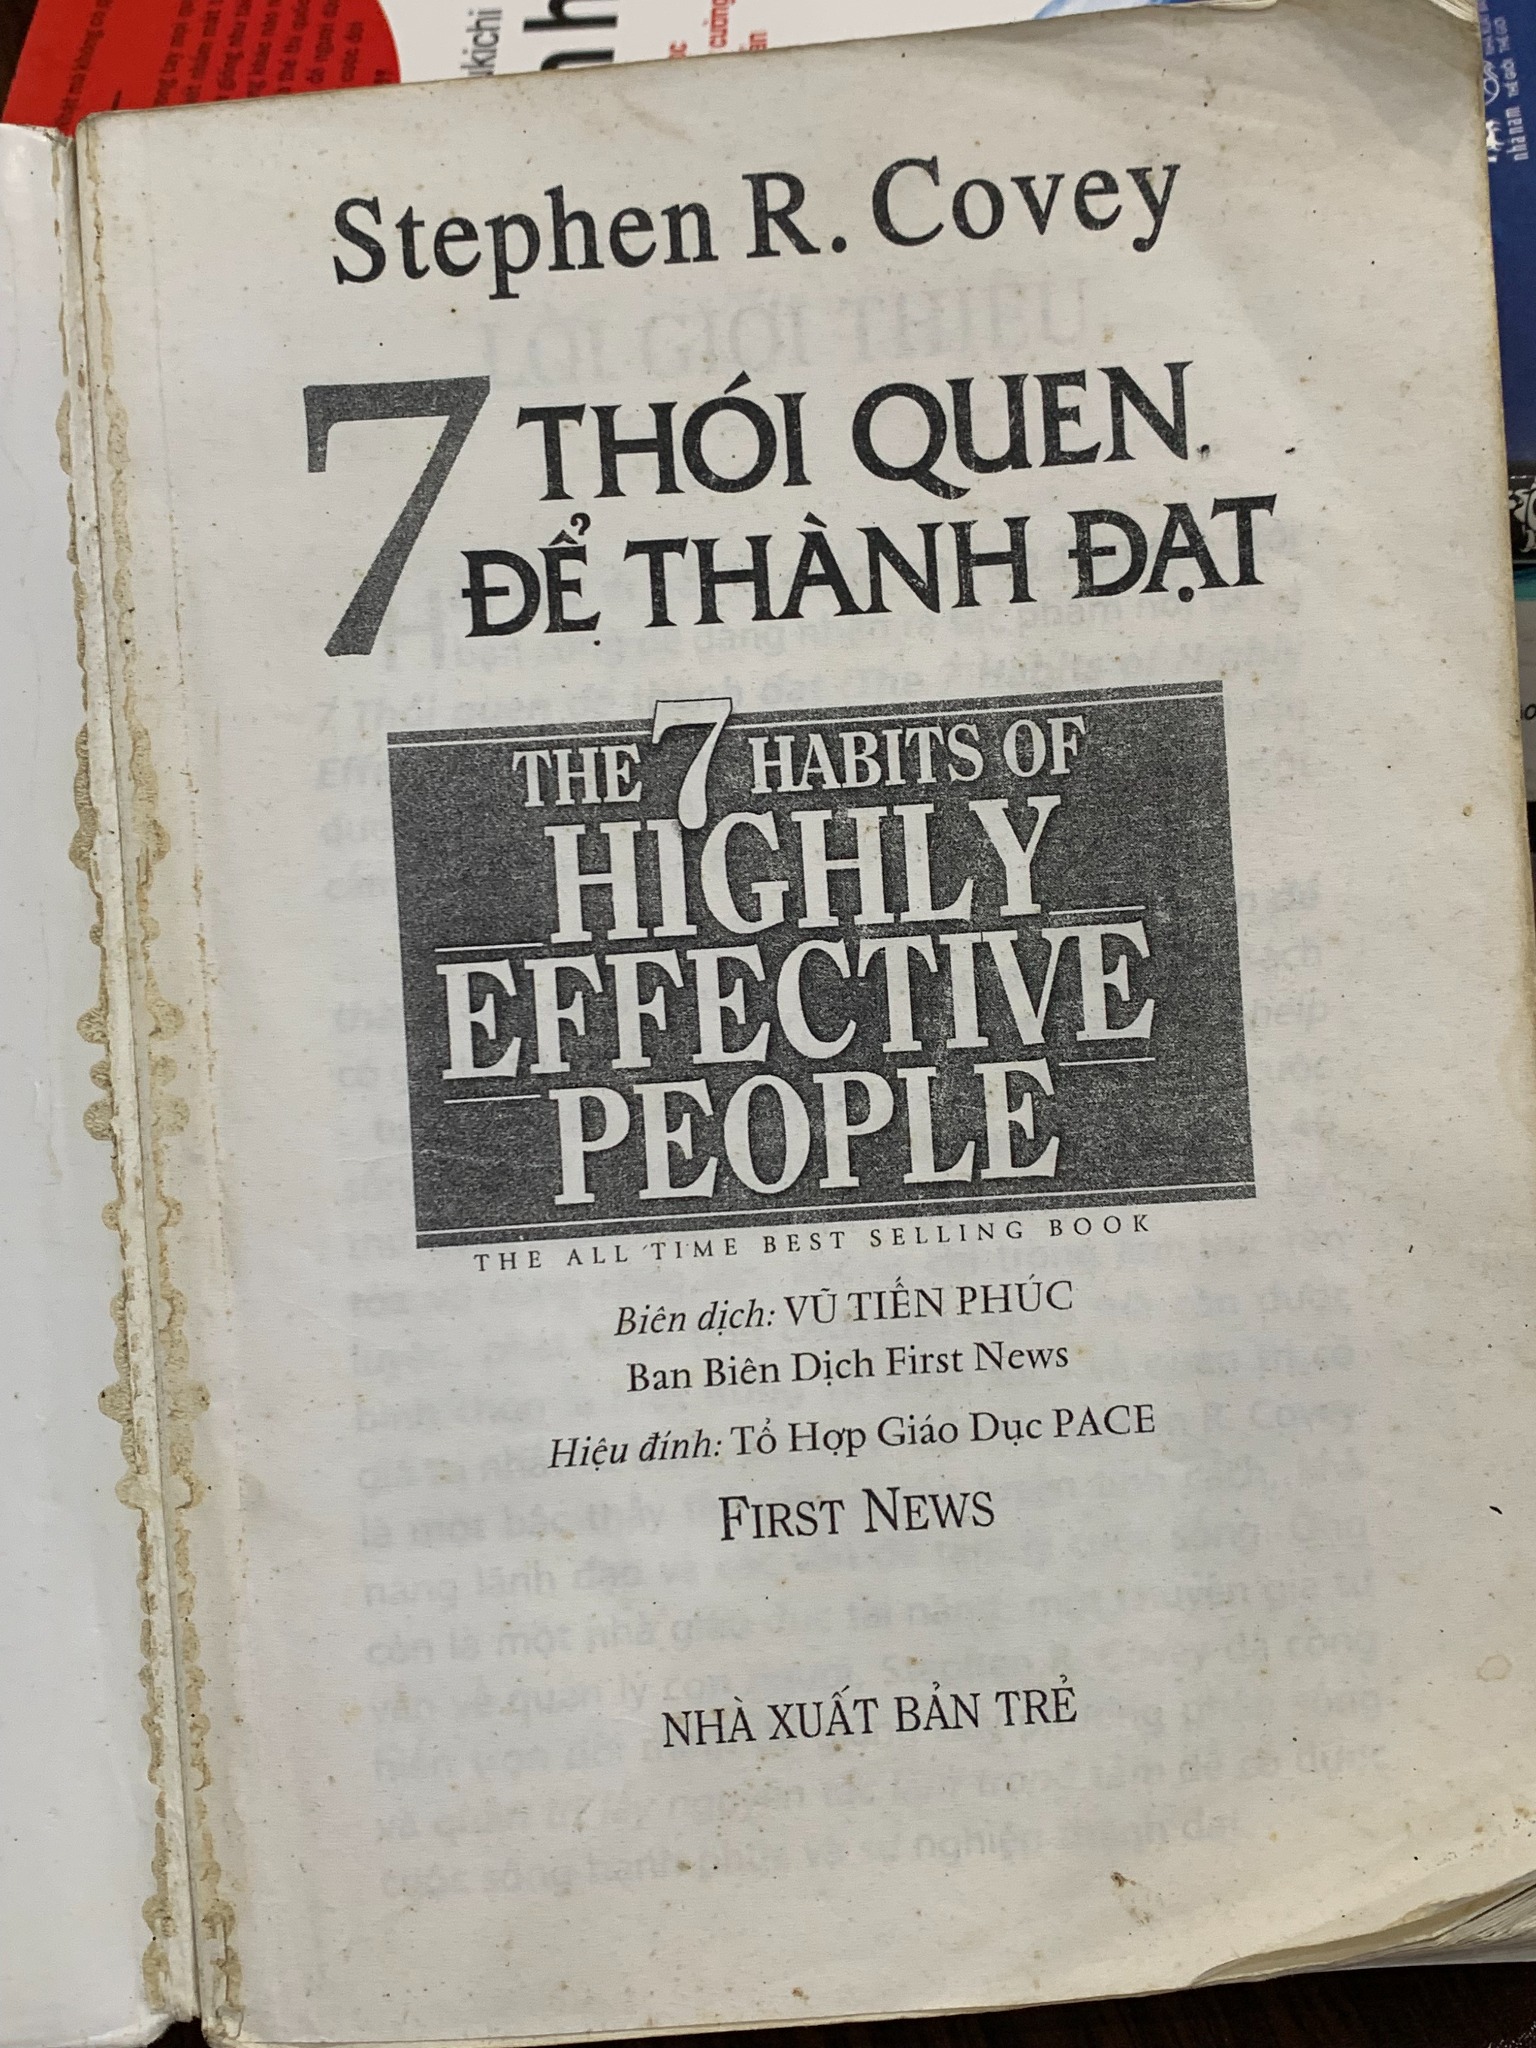 Stephen R. Covey
7 THÓI QUEN
ĐỂ THÀNH ĐẠT
THE 7 HABITS OF
HIGHLY
EFFECTIVE
PEOPLE
THE ALL TIME BEST SELLING BOOK
Biên dịch: VŨ TIẾN PHÚC
Ban Biên Dịch First News
Hiệu đính: Tổ Hợp Giáo Dục PACE
FIRST NEWS
NHÀ XUẤT BẢN TRẺ